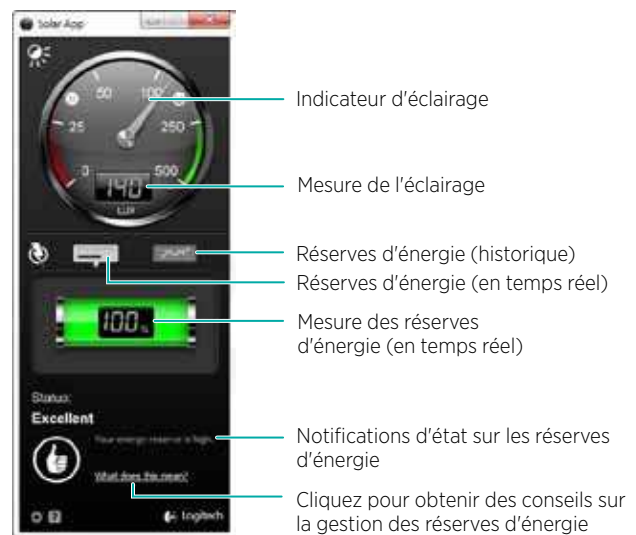 Solar App
50
100
25
250
0
500
140
LUX
100%
Status:
Excellent
Your energy reserve is high.
What does this mean?
Logitech
Indicateur d'éclairage
Mesure de l'éclairage
Réserves d'énergie (historique)
Réserves d'énergie (en temps réel)
Mesure des réserves
d'énergie (en temps réel)
Notifications d'état sur les réserves
d'énergie
Cliquez pour obtenir des conseils sur
la gestion des réserves d'énergie